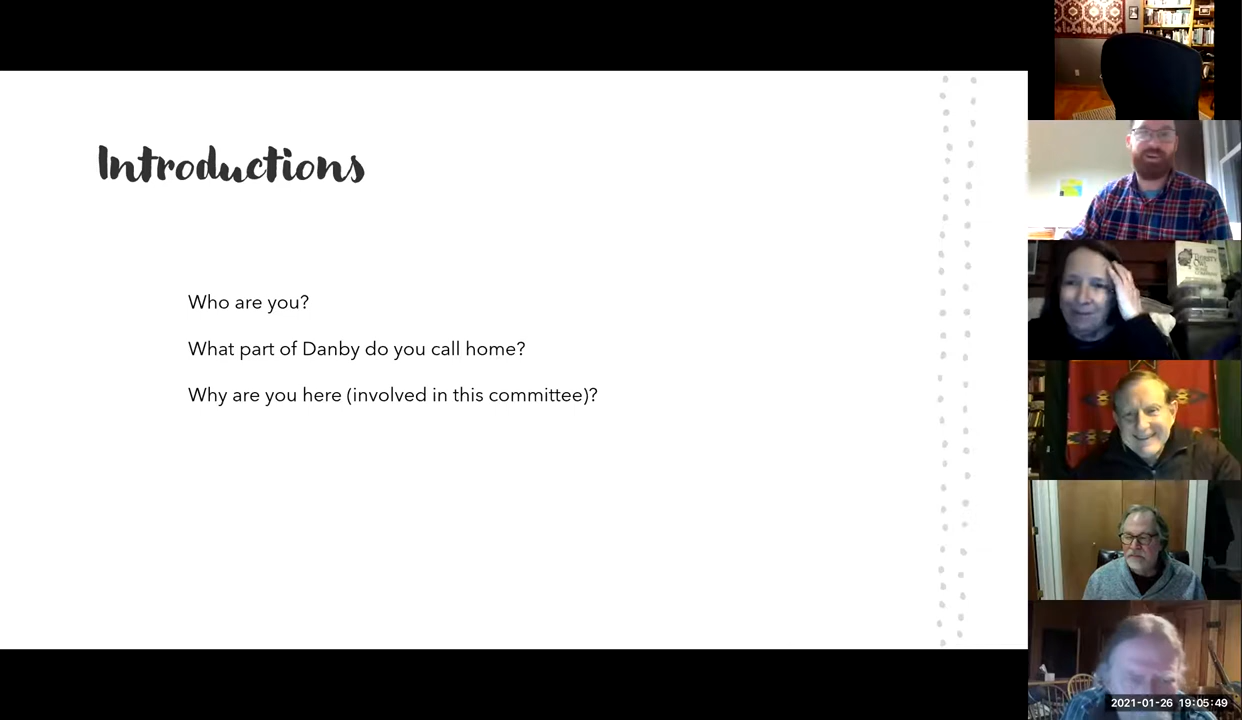 Introductions
Who are you?
What part of Danby do you call home?
Why are you here (involved in this committee)?
2021-01-26 19:05:49